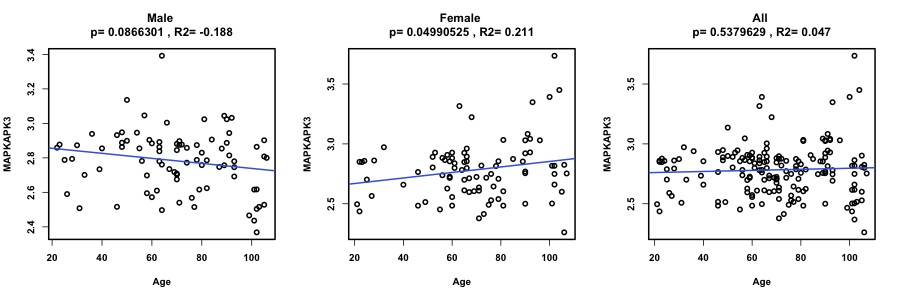 Male
p= 0.0866301 , R2= -0.188
MAPKAPK3
2.4 2.6 2.8 3.0 3.2 3.4
20 40 60 80 100
Age
Female
p= 0.04990525 , R2= 0.211
MAPKAPK3
2.5 3.0 3.5
20 40 60 80 100
Age
All
p= 0.5379629 , R2= 0.047
MAPKAPK3
2.5 3.0 3.5
20 40 60 80 100
Age